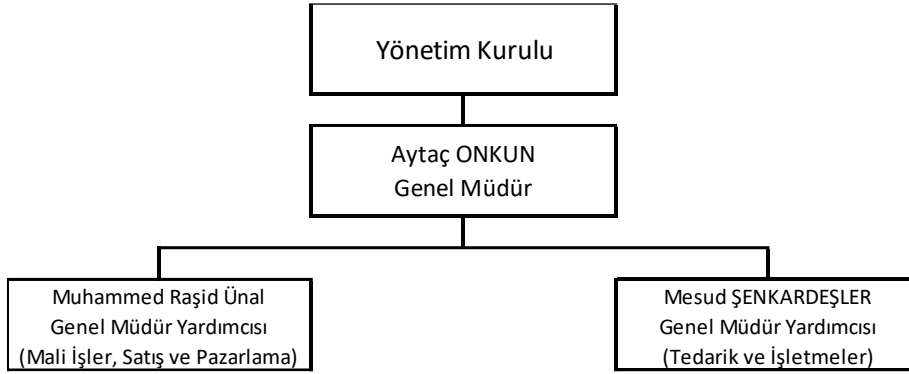 Yönetim Kurulu
Aytaç ONKUN
Genel Müdür
Muhammed Raşid Ünal
Genel Müdür Yardımcısı
(Mali İşler, Satış ve Pazarlama)
Mesud ŞENKARDEŞLER
Genel Müdür Yardımcısı
(Tedarik ve İşletmeler)